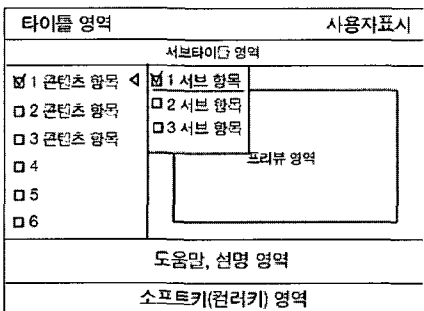 타이틀 영역 사용자표시
서브타이틀 영역
1 콘텐츠 항목
2 콘텐츠 항목
3 콘텐츠 항목
4
5
6
1 서브 항목
2 서브 항목
3 서브 항목
프리뷰 영역
도움말, 설명 영역
소프트키(컬러키) 영역